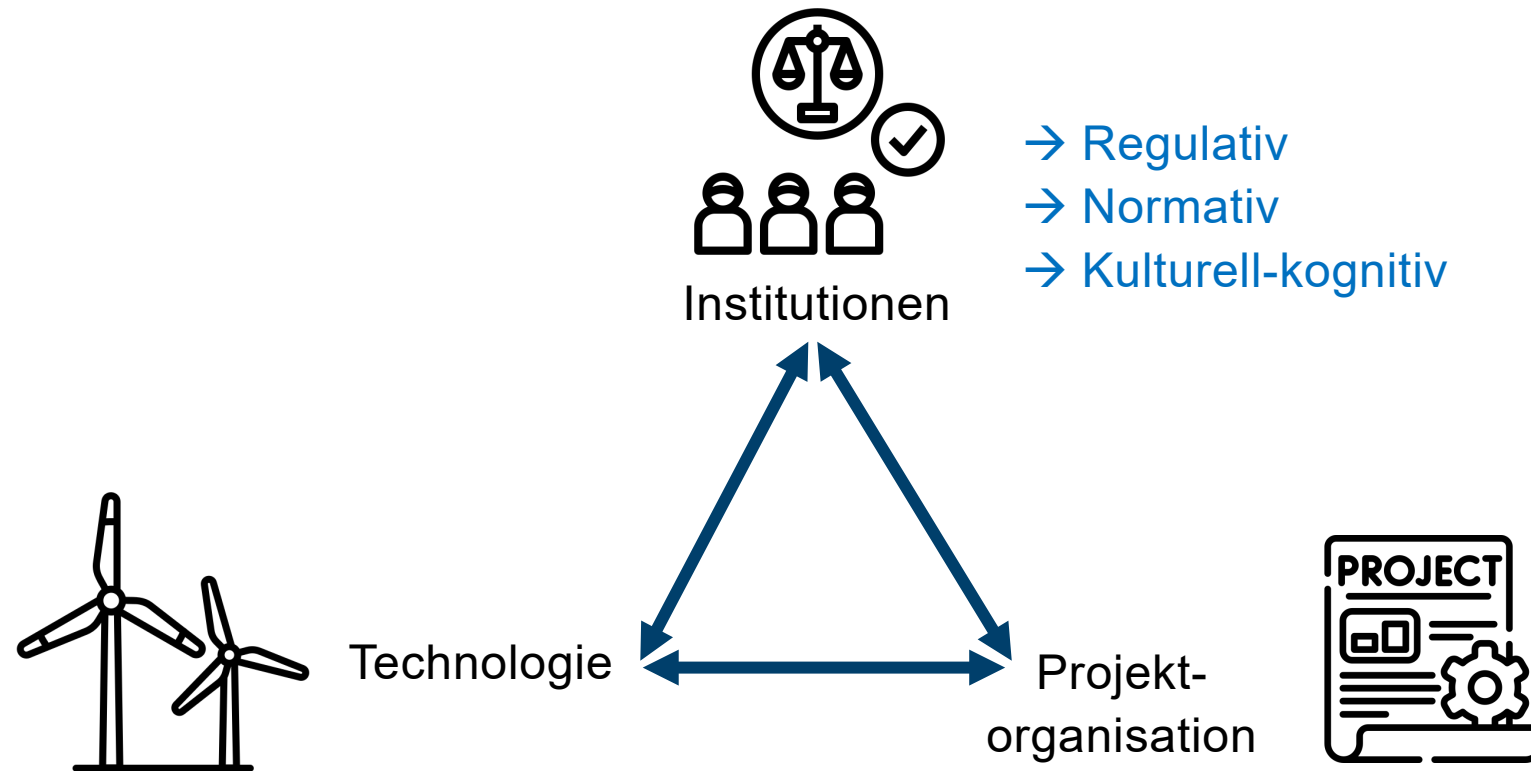 → Regulativ
→ Normativ
→ Kulturell-kognitiv
Institutionen
Technologie
Projekt-
organisation
PROJECT